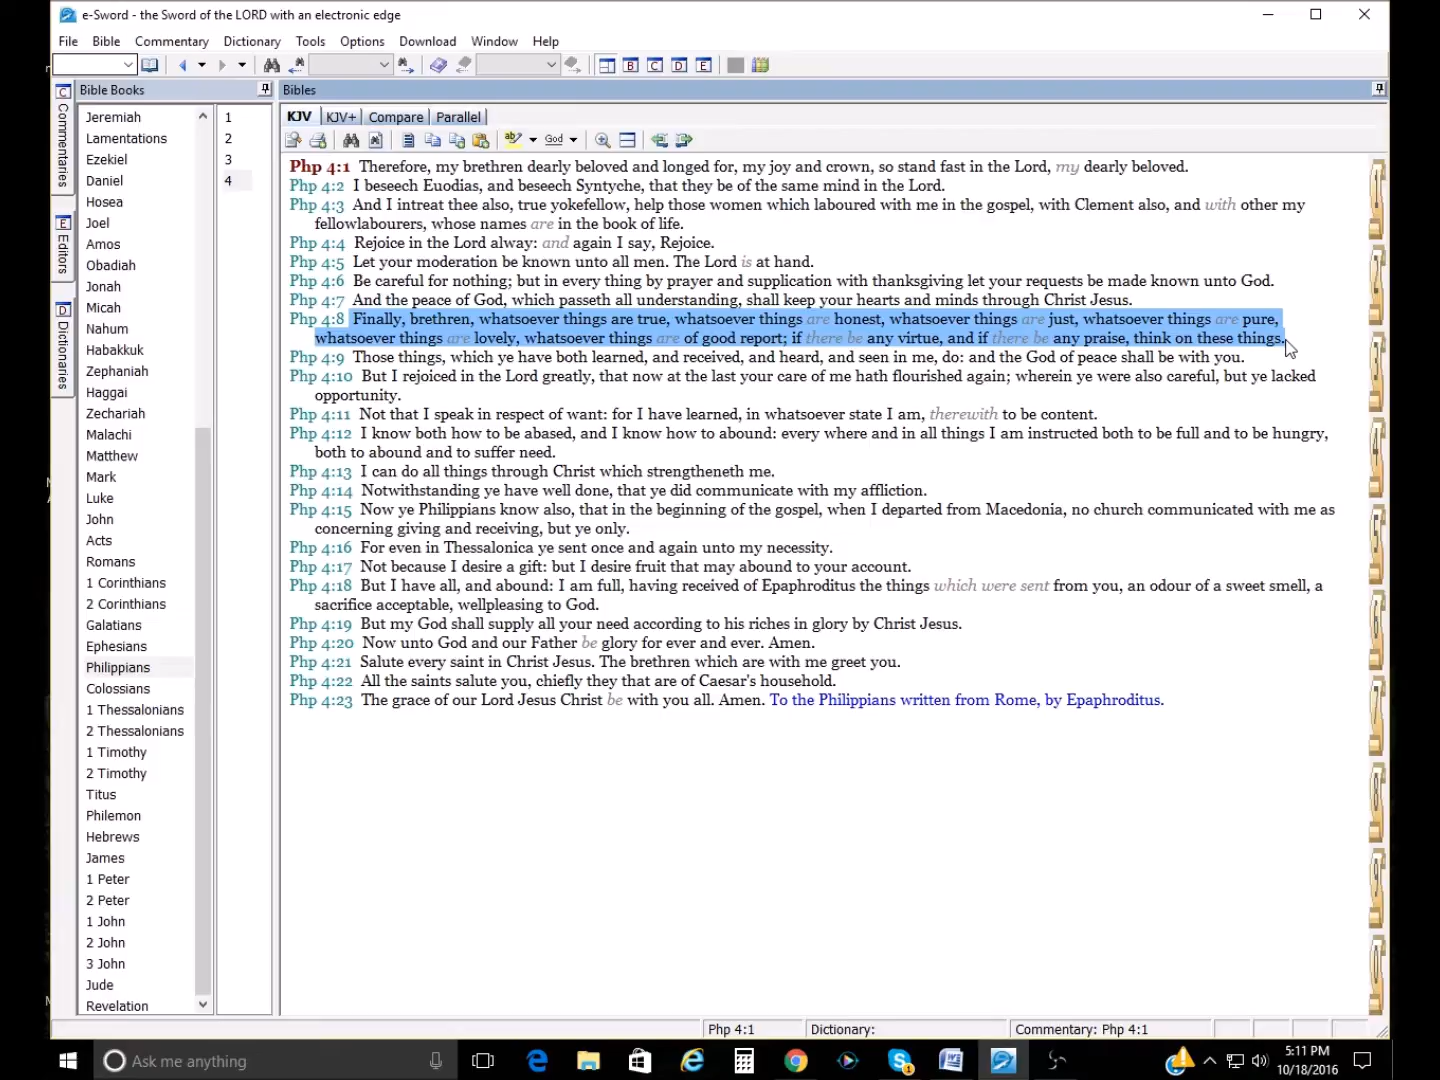 e-Sword - the Sword of the LORD with an electronic edge
File Bible Commentary Dictionary Tools Options Download Window Help
B C D E
C Commentaries
E Editors
D Dictionaries
Bible Books
Jeremiah
Lamentations
Ezekiel
Daniel
Hosea
Joel
Amos
Obadiah
Jonah
Micah
Nahum
Habakkuk
Zephaniah
Haggai
Zechariah
Malachi
Matthew
Mark
Luke
John
Acts
Romans
1 Corinthians
2 Corinthians
Galatians
Ephesians
Philippians
Colossians
1 Thessalonians
2 Thessalonians
1 Timothy
2 Timothy
Titus
Philemon
Hebrews
James
1 Peter
2 Peter
1 John
2 John
3 John
Jude
Revelation
1
2
3
4
Bibles
KJV KJV+ Compare Parallel
God
Php 4:1 Therefore, my brethren dearly beloved and longed for, my joy and crown, so stand fast in the Lord, my dearly beloved.
Php 4:2 I beseech Euodias, and beseech Syntyche, that they be of the same mind in the Lord.
Php 4:3 And I intreat thee also, true yokefellow, help those women which laboured with me in the gospel, with Clement also, and with other my
fellowlabourers, whose names are in the book of life.
Php 4:4 Rejoice in the Lord alway: and again I say, Rejoice.
Php 4:5 Let your moderation be known unto all men. The Lord is at hand.
Php 4:6 Be careful for nothing; but in every thing by prayer and supplication with thanksgiving let your requests be made known unto God.
Php 4:7 And the peace of God, which passeth all understanding, shall keep your hearts and minds through Christ Jesus.
Php 4:8 Finally, brethren, whatsoever things are true, whatsoever things are honest, whatsoever things are just, whatsoever things are pure,
whatsoever things are lovely, whatsoever things are of good report; if there be any virtue, and if there be any praise, think on these things.
Php 4:9 Those things, which ye have both learned, and received, and heard, and seen in me, do: and the God of peace shall be with you.
Php 4:10 But I rejoiced in the Lord greatly, that now at the last your care of me hath flourished again; wherein ye were also careful, but ye lacked
opportunity.
Php 4:11 Not that I speak in respect of want: for I have learned, in whatsoever state I am, therewith to be content.
Php 4:12 I know both how to be abased, and I know how to abound: every where and in all things I am instructed both to be full and to be hungry,
both to abound and to suffer need.
Php 4:13 I can do all things through Christ which strengtheneth me.
Php 4:14 Notwithstanding ye have well done, that ye did communicate with my affliction.
Php 4:15 Now ye Philippians know also, that in the beginning of the gospel, when I departed from Macedonia, no church communicated with me as
concerning giving and receiving, but ye only.
Php 4:16 For even in Thessalonica ye sent once and again unto my necessity.
Php 4:17 Not because I desire a gift: but I desire fruit that may abound to your account.
Php 4:18 But I have all, and abound: I am full, having received of Epaphroditus the things which were sent from you, an odour of a sweet smell, a
sacrifice acceptable, wellpleasing to God.
Php 4:19 But my God shall supply all your need according to his riches in glory by Christ Jesus.
Php 4:20 Now unto God and our Father be glory for ever and ever. Amen.
Php 4:21 Salute every saint in Christ Jesus. The brethren which are with me greet you.
Php 4:22 All the saints salute you, chiefly they that are of Caesar's household.
Php 4:23 The grace of our Lord Jesus Christ be with you all. Amen. To the Philippians written from Rome, by Epaphroditus.
1
2
3
4
5
6
7
8
9
0
Php 4:1 Dictionary: Commentary: Php 4:1
Ask me anything
5:11 PM
10/18/2016